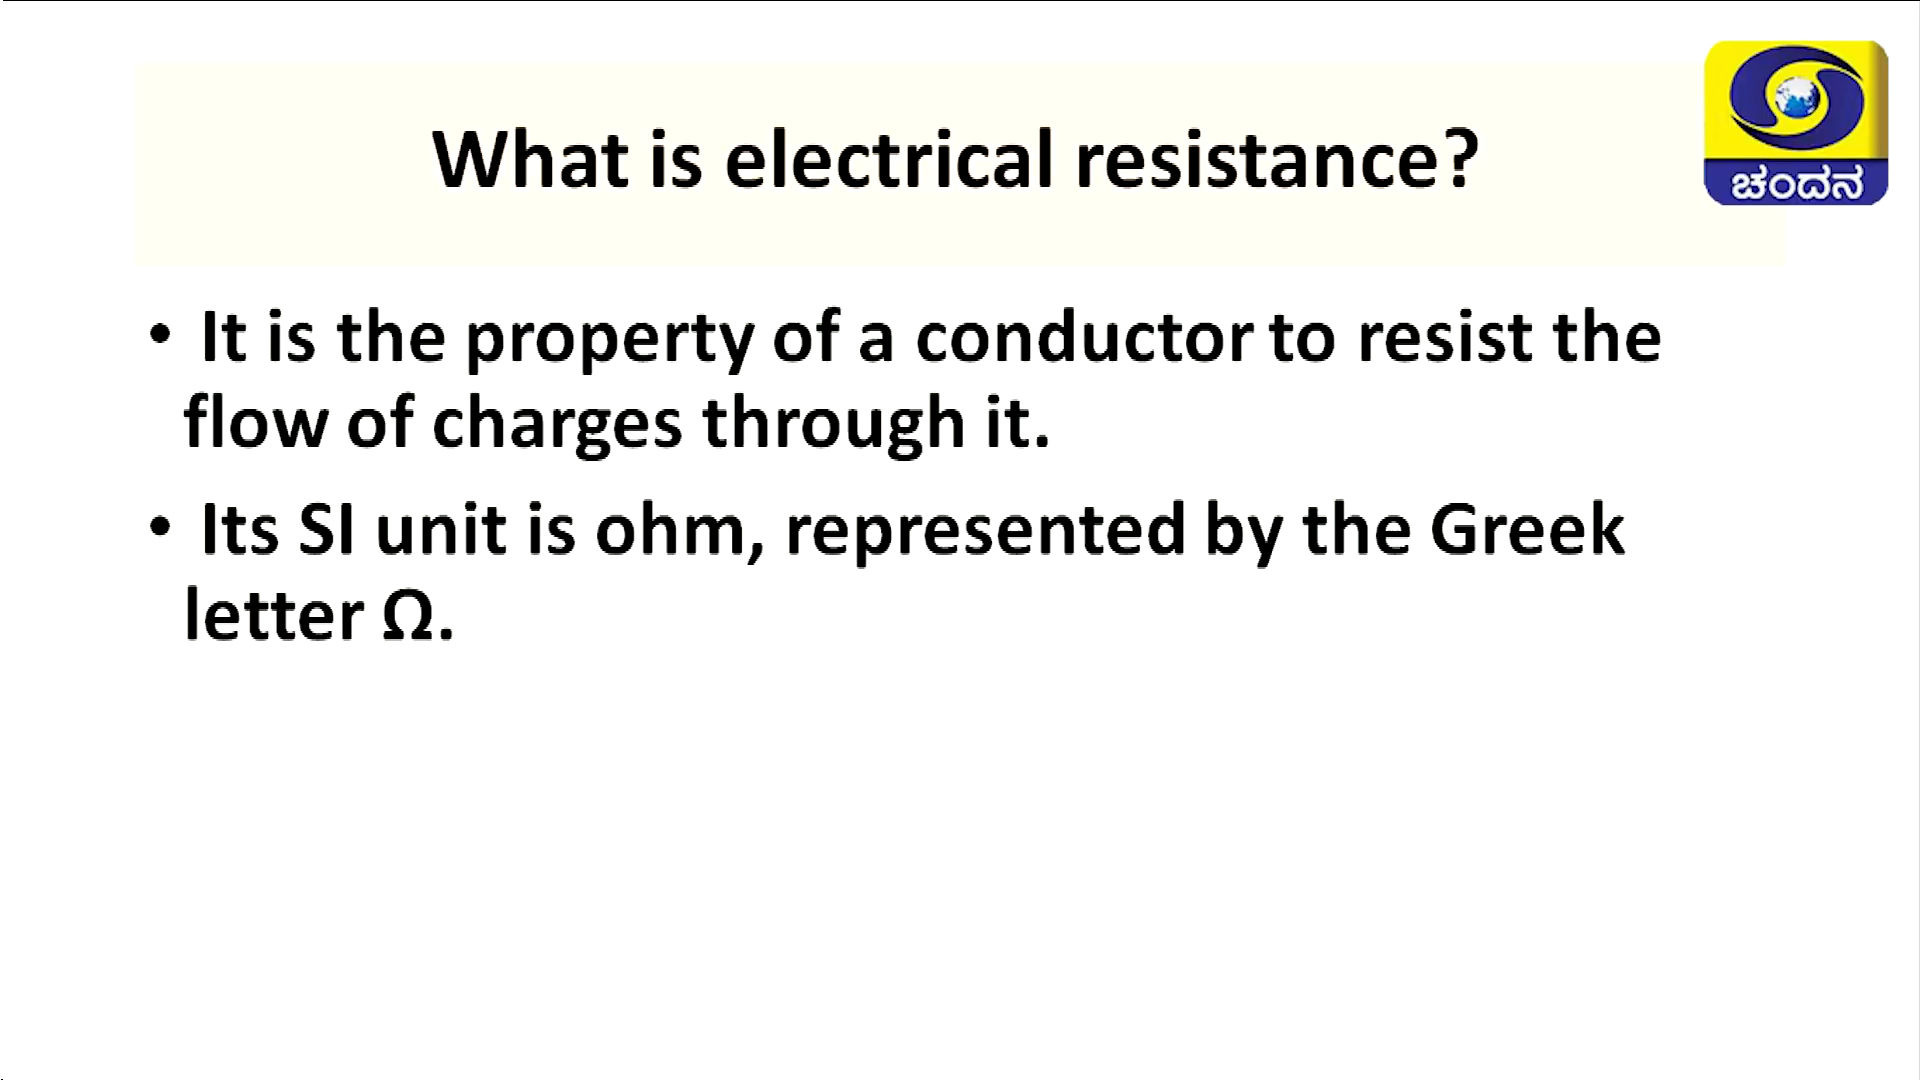 What is electrical resistance?
ಚಂದನ
• It is the property of a conductor to resist the
flow of charges through it.
• Its SI unit is ohm, represented by the Greek
letter Ω.